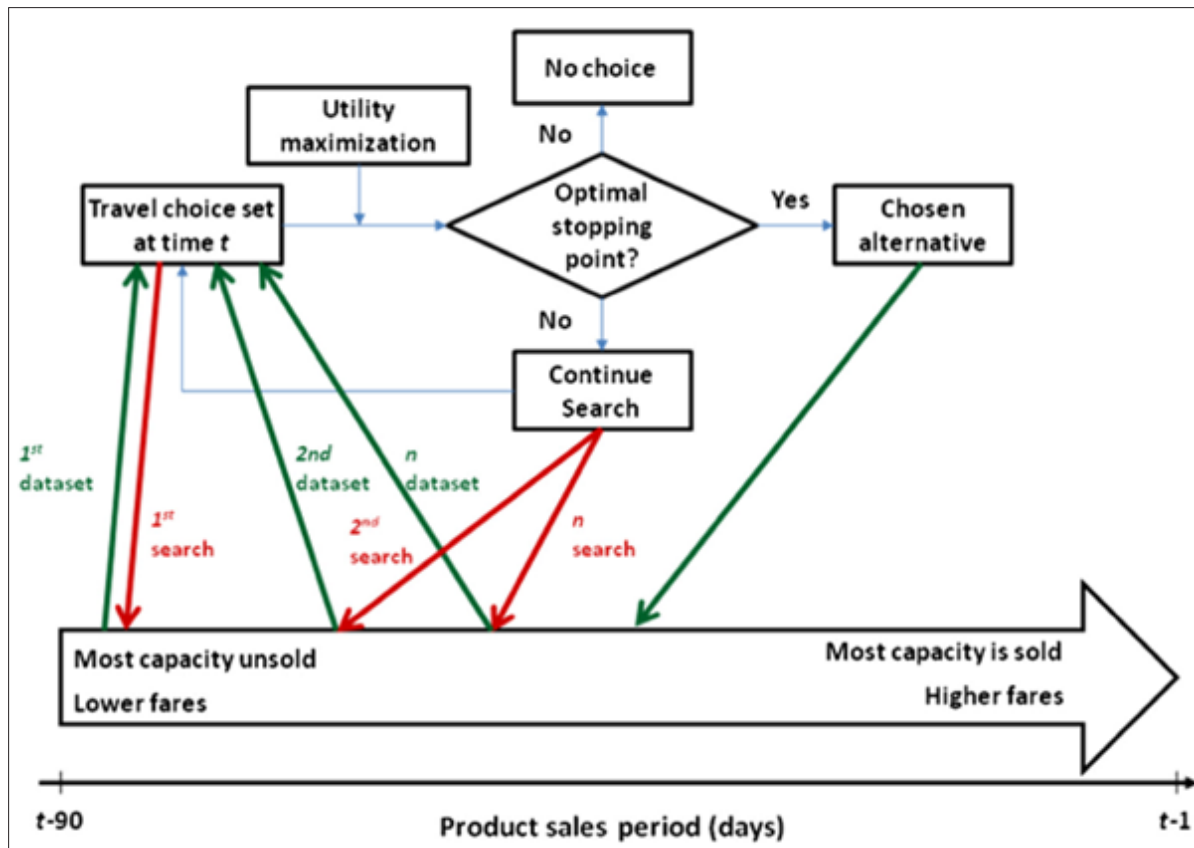 No choice
Utility
maximization
No
Travel choice set
at time t
Optimal
stopping
point?
Yes
Chosen
alternative
No
Continue
Search
1st
dataset
1st
search
2nd
dataset
n
dataset
2nd
search
n
search
Most capacity unsold
Lower fares
Most capacity is sold
Higher fares
t-90
Product sales period (days)
t-1